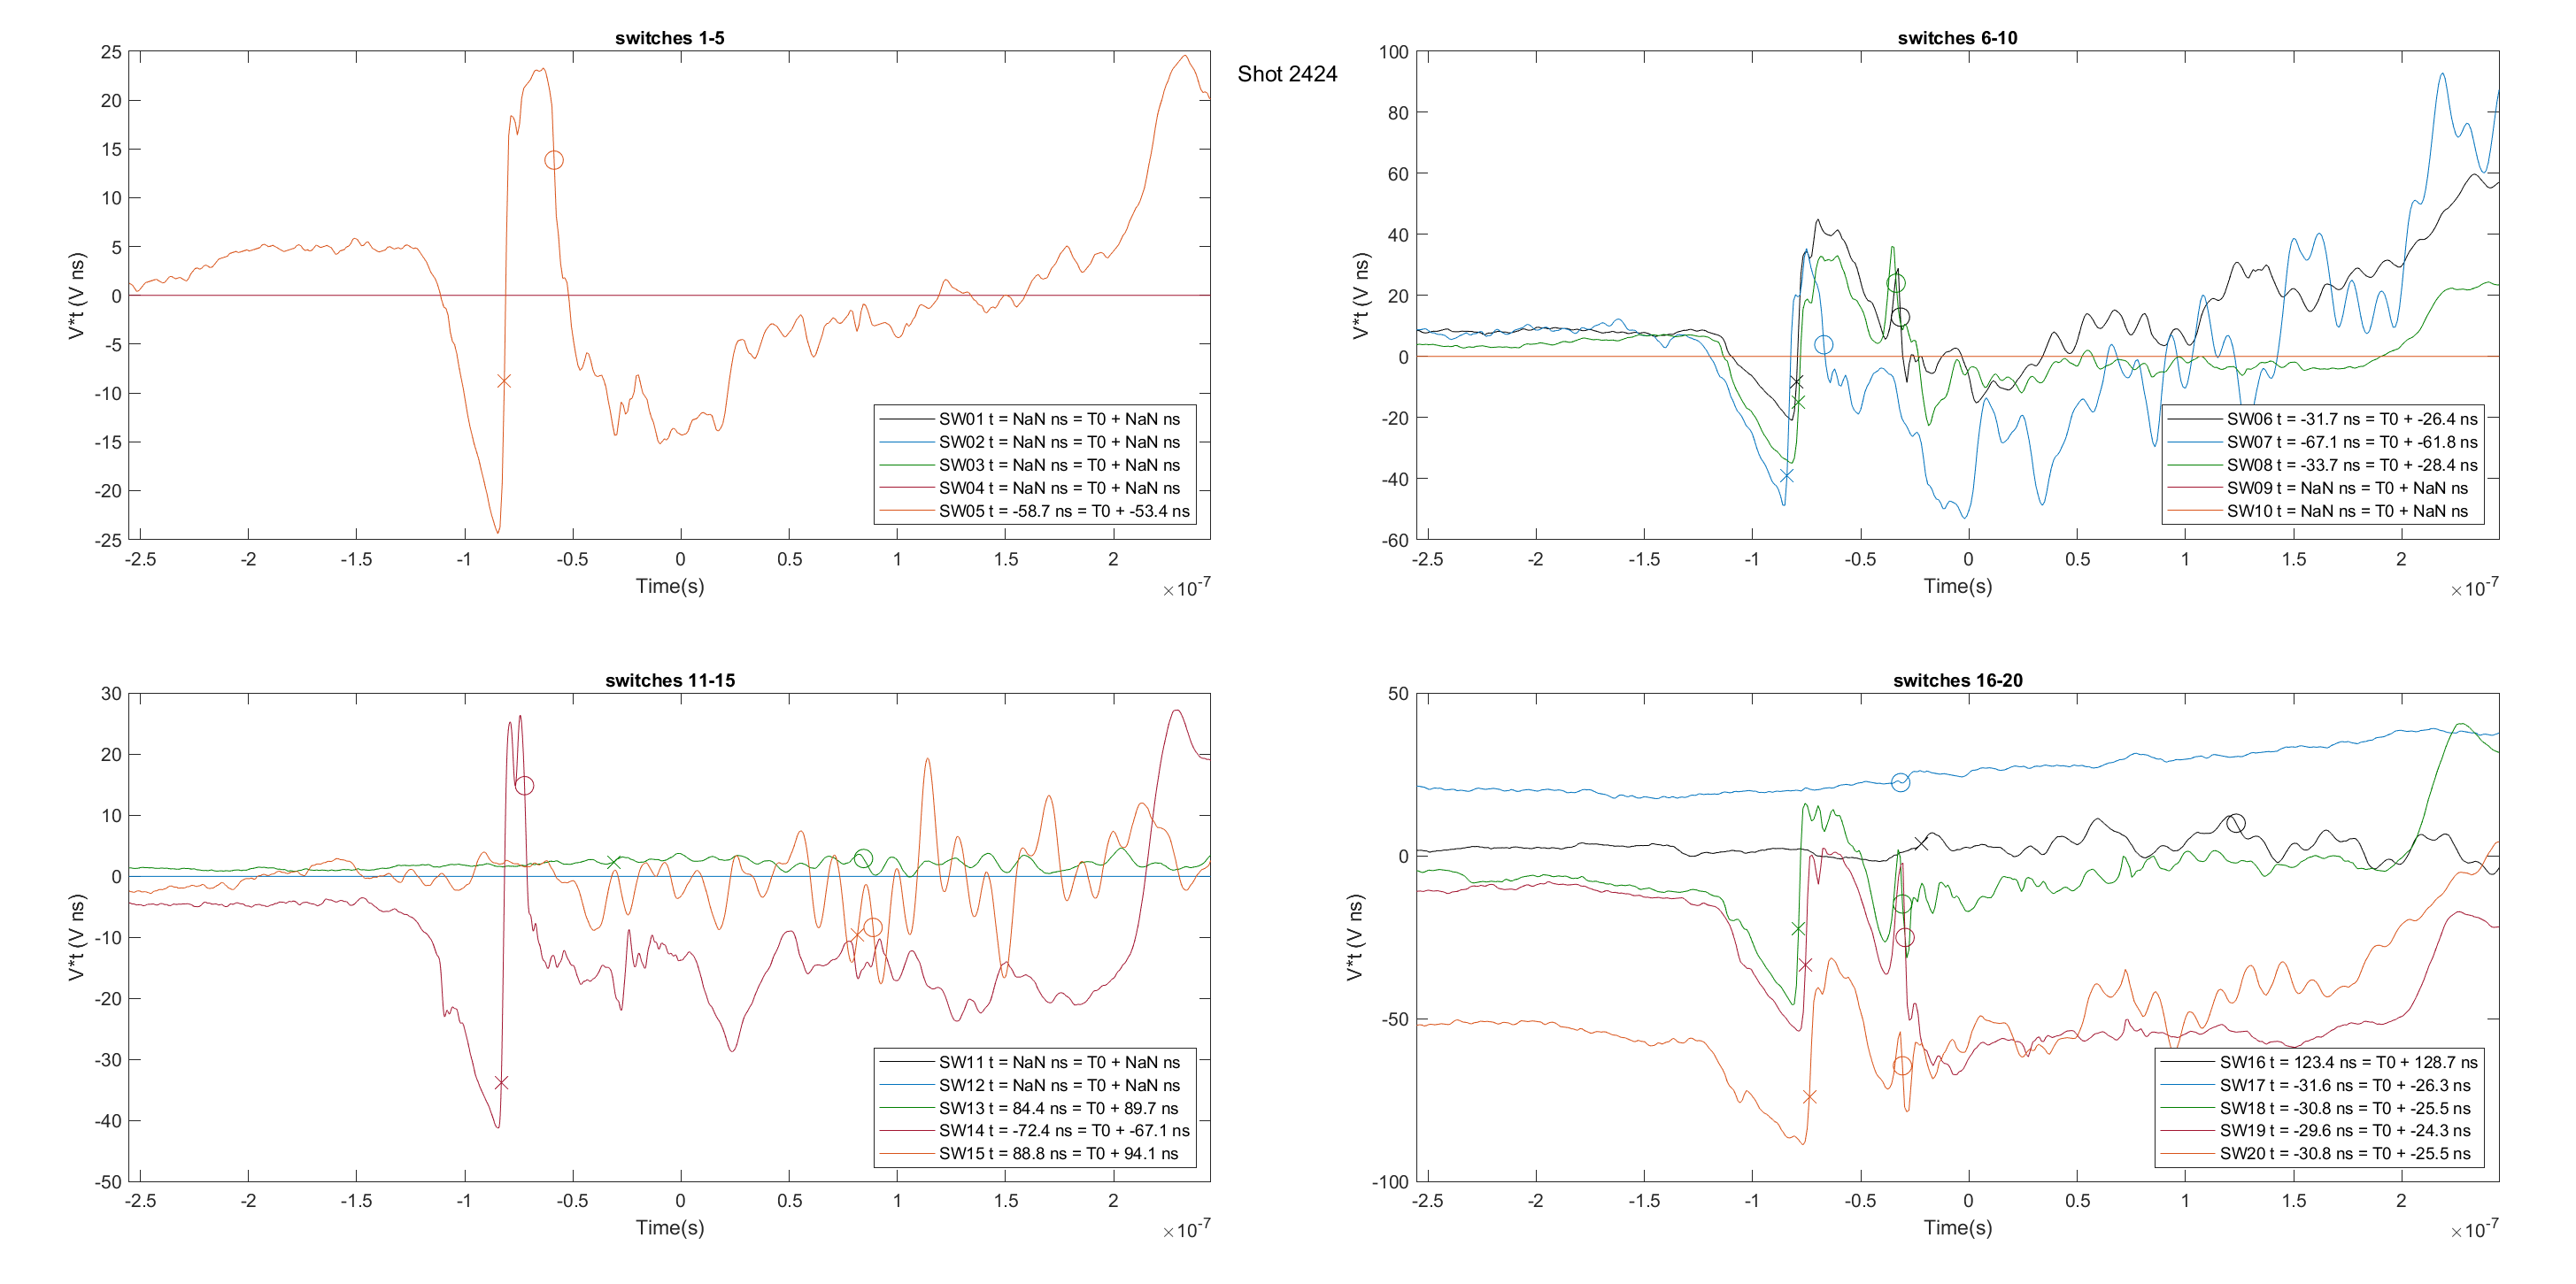 Shot 2424
switches 1-5
25
20
15
10
5
0
-5
-10
-15
-20
-25
V*t (V ns)
-2.5 -2 -1.5 -1 -0.5 0 0.5 1 1.5 2
Time(s)
×10-7
SW01 t = NaN ns = T0 + NaN ns
SW02 t = NaN ns = T0 + NaN ns
SW03 t = NaN ns = T0 + NaN ns
SW04 t = NaN ns = T0 + NaN ns
SW05 t = -58.7 ns = T0 + -53.4 ns
switches 6-10
100
80
60
40
20
0
-20
-40
-60
V*t (V ns)
-2.5 -2 -1.5 -1 -0.5 0 0.5 1 1.5 2
Time(s)
×10-7
SW06 t = -31.7 ns = T0 + -26.4 ns
SW07 t = -67.1 ns = T0 + -61.8 ns
SW08 t = -33.7 ns = T0 + -28.4 ns
SW09 t = NaN ns = T0 + NaN ns
SW10 t = NaN ns = T0 + NaN ns
switches 11-15
30
20
10
0
-10
-20
-30
-40
-50
V*t (V ns)
-2.5 -2 -1.5 -1 -0.5 0 0.5 1 1.5 2
Time(s)
×10-7
SW11 t = NaN ns = T0 + NaN ns
SW12 t = NaN ns = T0 + NaN ns
SW13 t = 84.4 ns = T0 + 89.7 ns
SW14 t = -72.4 ns = T0 + -67.1 ns
SW15 t = 88.8 ns = T0 + 94.1 ns
switches 16-20
50
0
-50
-100
V*t (V ns)
-2.5 -2 -1.5 -1 -0.5 0 0.5 1 1.5 2
Time(s)
×10-7
SW16 t = 123.4 ns = T0 + 128.7 ns
SW17 t = -31.6 ns = T0 + -26.3 ns
SW18 t = -30.8 ns = T0 + -25.5 ns
SW19 t = -29.6 ns = T0 + -24.3 ns
SW20 t = -30.8 ns = T0 + -25.5 ns